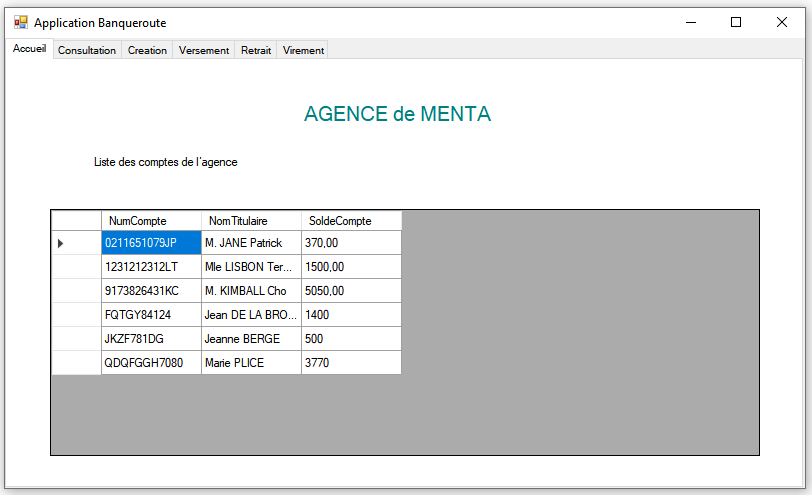 Application Banqueroute
Accueil Consultation Creation Versement Retrait Virement
AGENCE de MENTA
Liste des comptes de l'agence
NumCompte NomTitulaire SoldeCompte
0211651079JP M. JANE Patrick 370,00
1231212312LT Mle LISBON Ter... 1500,00
9173826431KC M. KIMBALL Cho 5050,00
FQTGY84124 Jean DE LA BRO... 1400
JKZF781DG Jeanne BERGE 500
QDQFGGH7080 Marie PLICE 3770